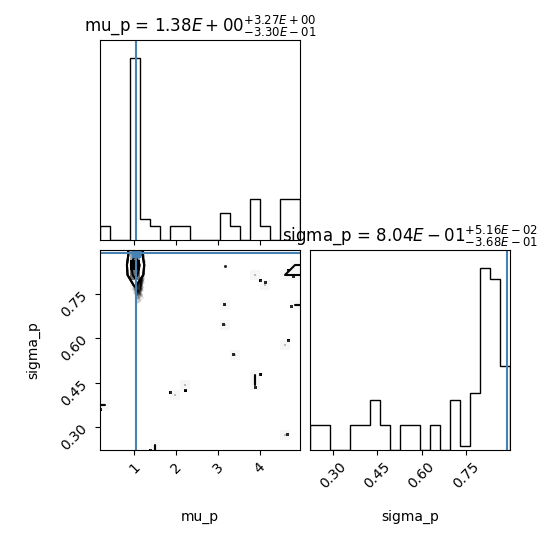 mu_p = 1.38E+00^{+3.27E+00}_{-3.30E-01}
sigma_p = 8.04E-01^{+5.16E-02}_{-3.68E-01}
sigma_p
0.75
0.60
0.45
0.30
1 2 3 4
0.30 0.45 0.60 0.75
mu_p
sigma_p